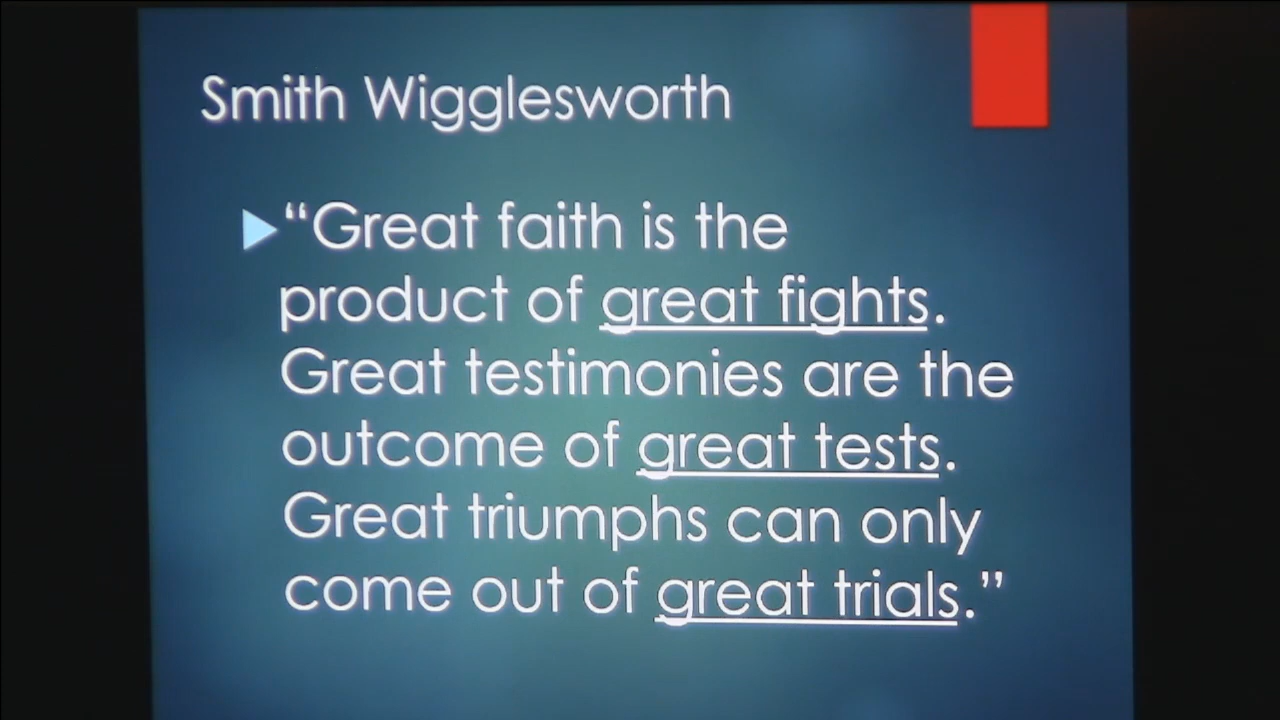 Smith Wigglesworth
“Great faith is the
product of great fights.
Great testimonies are the
outcome of great tests.
Great triumphs can only
come out of great trials.”